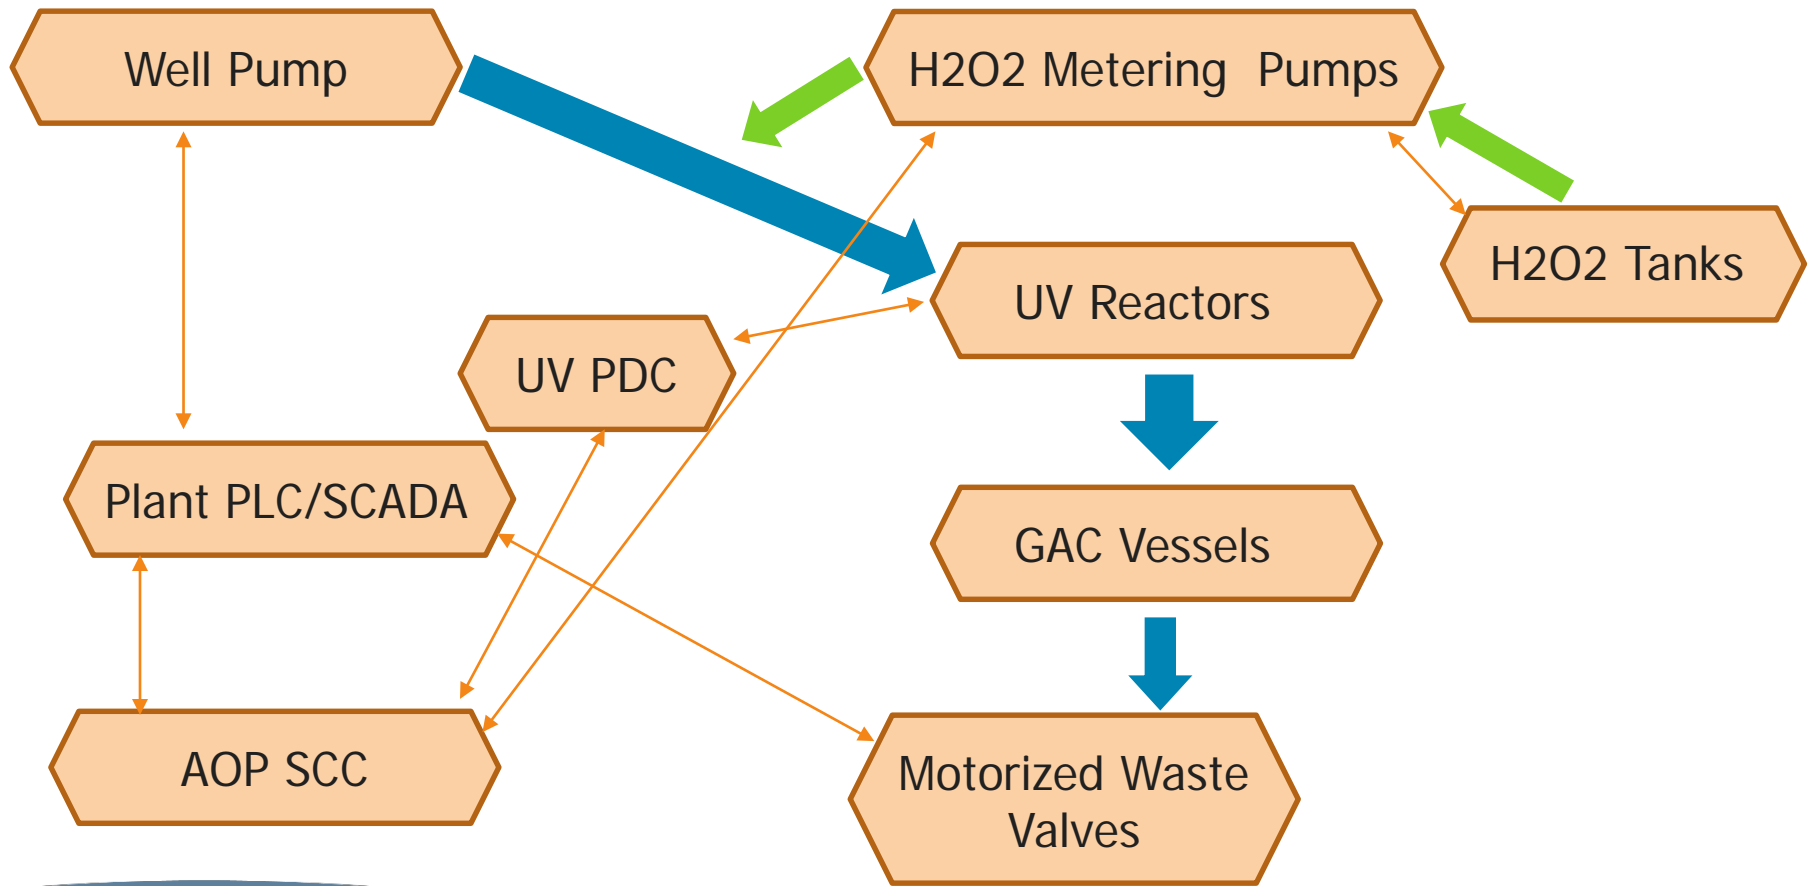 Well Pump
H2O2 Metering Pumps
H2O2 Tanks
UV Reactors
UV PDC
Plant PLC/SCADA
GAC Vessels
AOP SCC
Motorized Waste
Valves